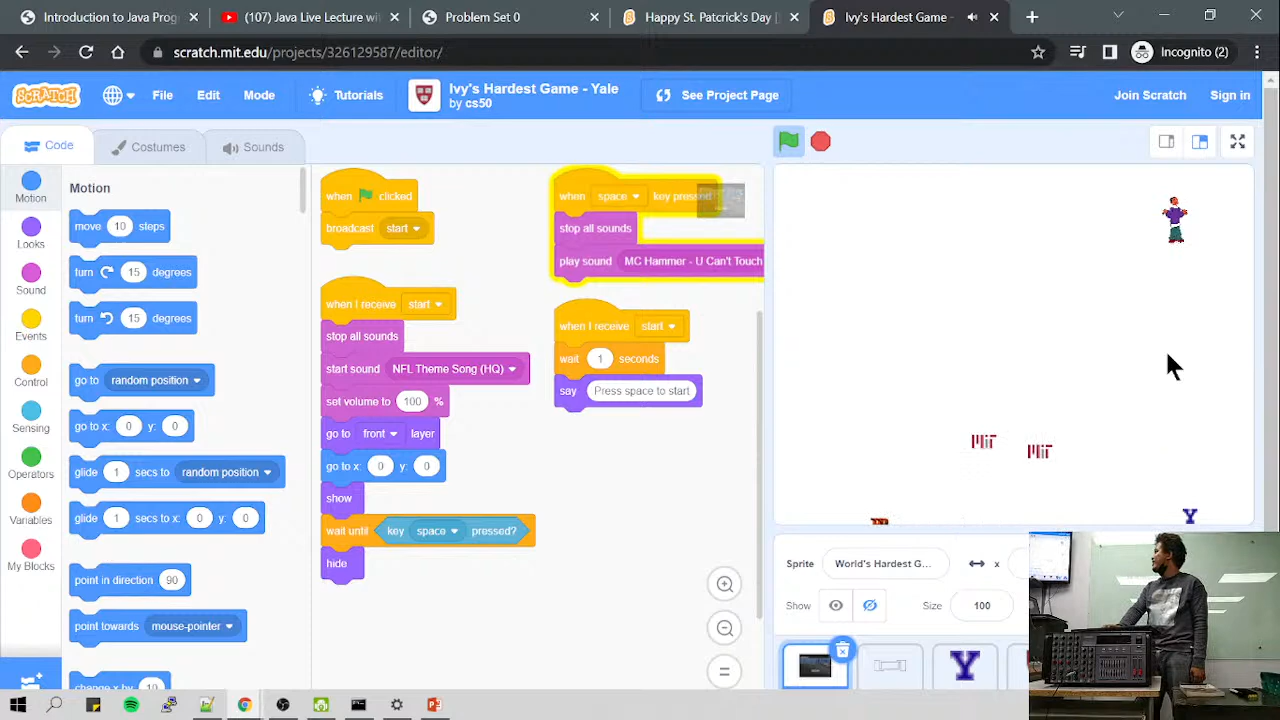 Introduction to Java Prog
(107) Java Live Lecture wi
Problem Set 0
Happy St. Patrick's Day |
Ivy's Hardest Game -
scratch.mit.edu/projects/326129587/editor/
Incognito (2)
SCRATCH
File
Edit
Mode
Tutorials
Ivy's Hardest Game - Yale
by cs50
See Project Page
Join Scratch
Sign in
Code
Costumes
Sounds
Motion
Looks
Sound
Events
Control
Sensing
Operators
Variables
My Blocks
Motion
move 10 steps
turn 15 degrees
turn 15 degrees
go to random position
go to x: 0 y: 0
glide 1 secs to random position
glide 1 secs to x: 0 y: 0
point in direction 90
point towards mouse-pointer
change x by 10
when clicked
broadcast start
when I receive start
stop all sounds
start sound NFL Theme Song (HQ)
set volume to 100 %
go to front layer
go to x: 0 y: 0
show
wait until key space pressed?
hide
when space key pressed
stop all sounds
play sound MC Hammer - U Can't Touch
when I receive start
wait 1 seconds
say Press space to start
MiT
MiT
Y
Sprite World's Hardest G... x
Show Size 100
Y